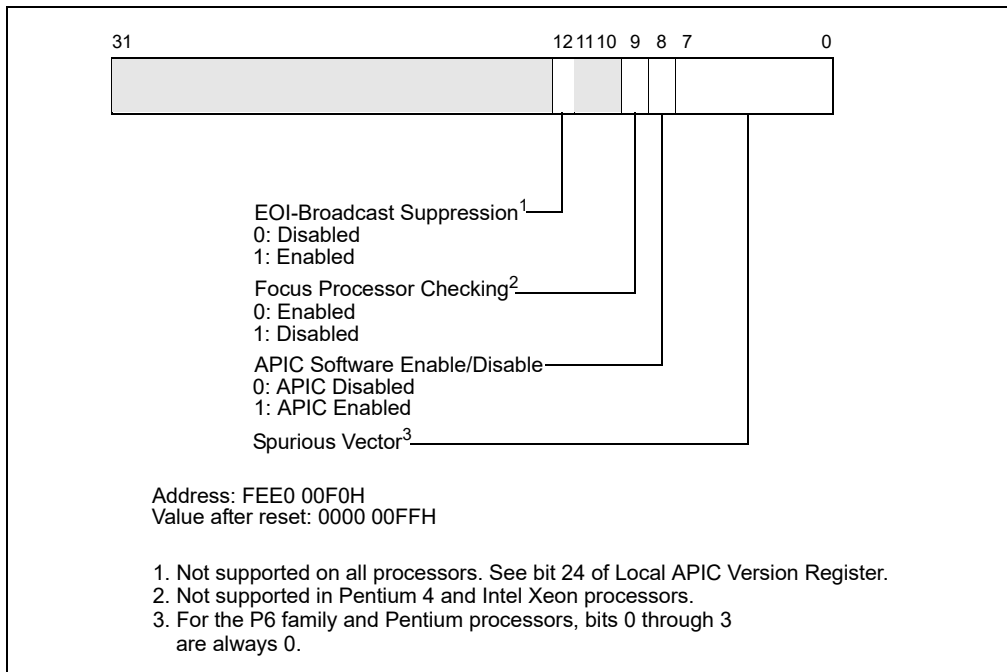 31 12 11 10 9 8 7 0
EOI-Broadcast Suppression1
0: Disabled
1: Enabled
Focus Processor Checking2
0: Enabled
1: Disabled
APIC Software Enable/Disable
0: APIC Disabled
1: APIC Enabled
Spurious Vector3
Address: FEE0 00F0H
Value after reset: 0000 00FFH
1. Not supported on all processors. See bit 24 of Local APIC Version Register.
2. Not supported in Pentium 4 and Intel Xeon processors.
3. For the P6 family and Pentium processors, bits 0 through 3
are always 0.